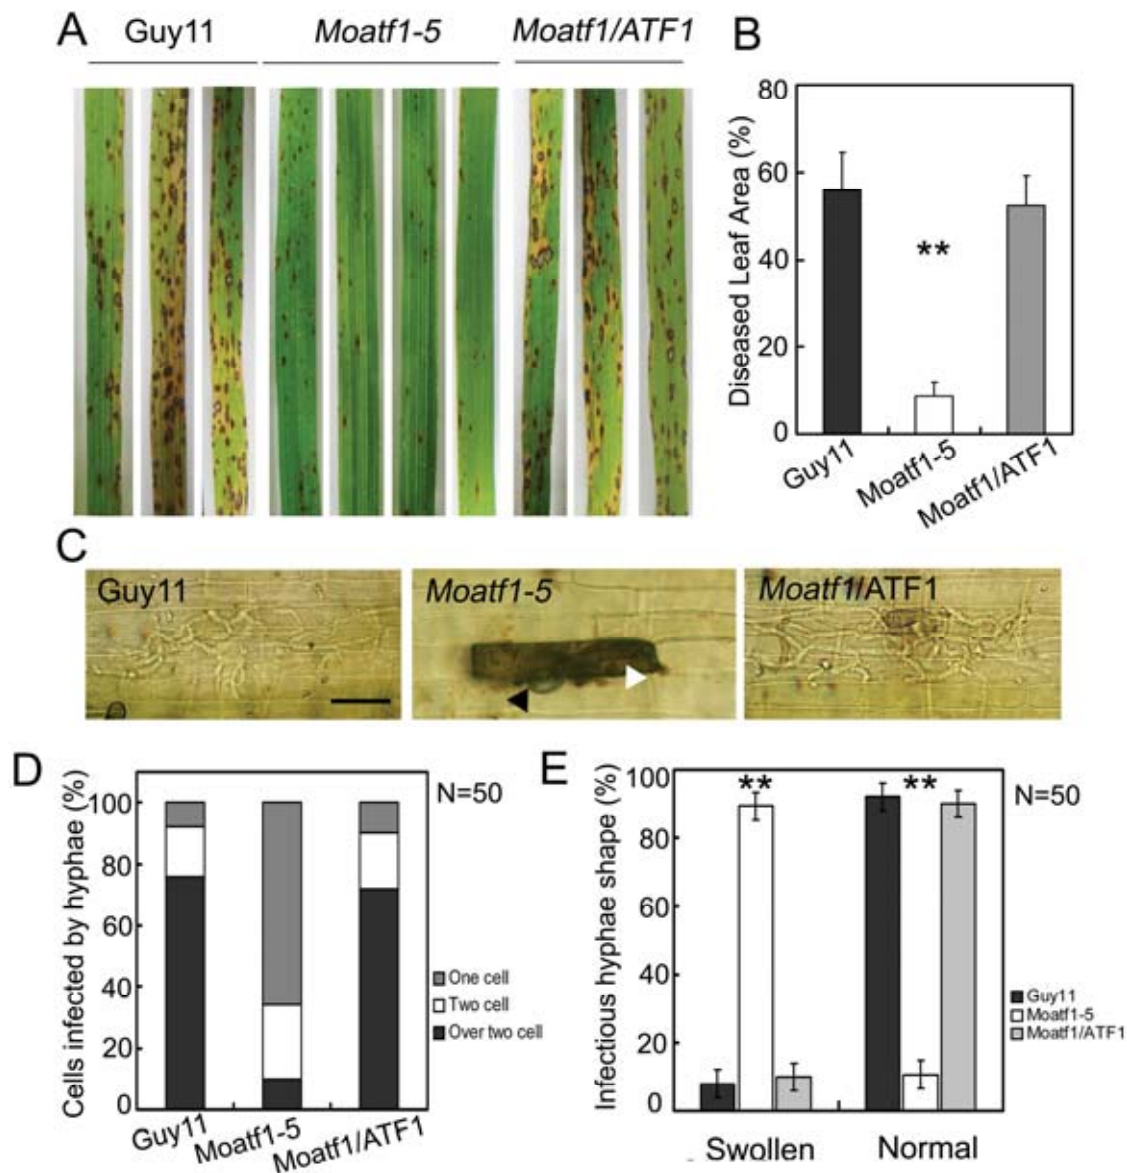 A
Guy11
Moatf1-5
Moatf1/ATF1
B
Diseased Leaf Area (%)
80
60
40
20
0
**
Guy11
Moatf1-5
Moatf1/ATF1
C
Guy11
Moatf1-5
Moatf1/ATF1
D
Cells infected by hyphae (%)
100
80
60
40
20
0
N=50
One cell
Two cell
Over two cell
Guy11
Moatf1-5
Moatf1/ATF1
E
Infectious hyphae shape (%)
100
80
60
40
20
0
**
**
N=50
Guy11
Moatf1-5
Moatf1/ATF1
Swollen
Normal